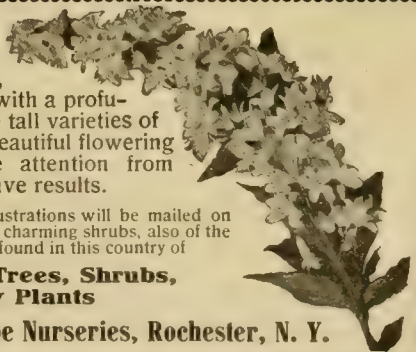 with a profu-
tall varieties of
eautiful flowering
attention from
ive results.
ustrations will be mailed on
charming shrubs, also of the
found in this country of
Trees, Shrubs,
Plants
e Nurseries, Rochester, N. Y.